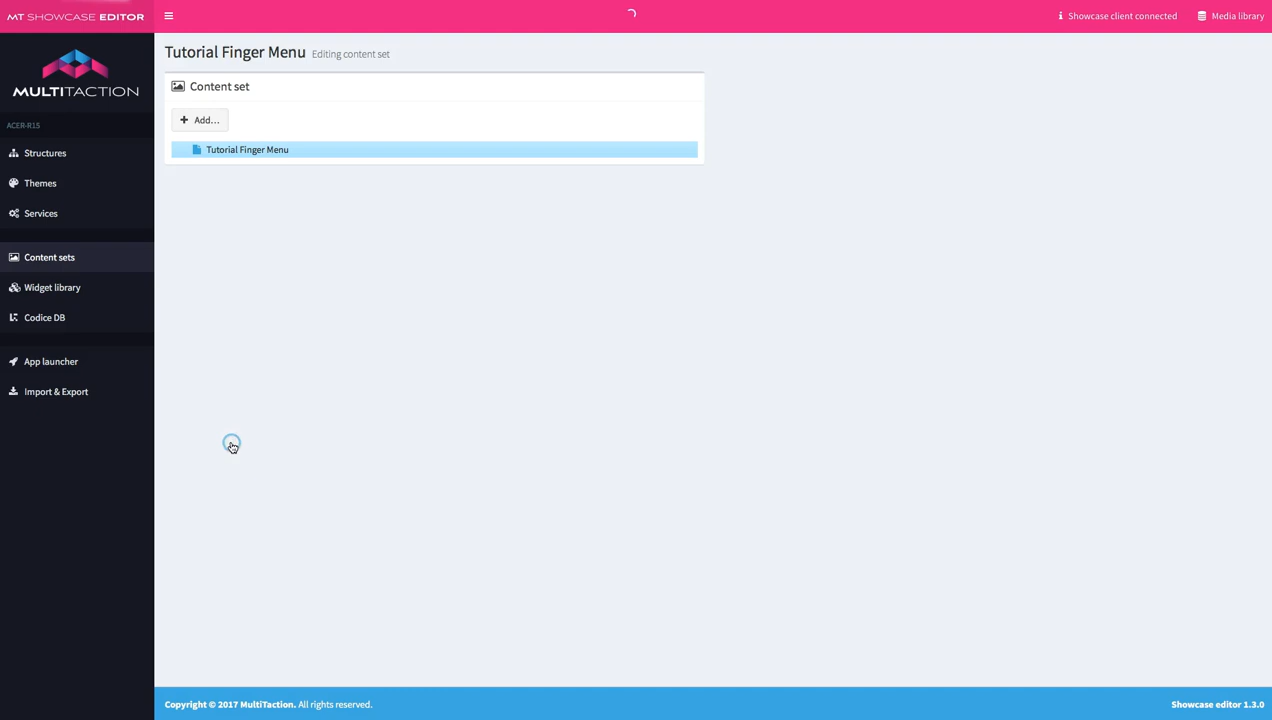 MT SHOWCASE EDITOR
Showcase client connected
Media library
MULTITACTION
ACER-R15
Structures
Themes
Services
Content sets
Widget library
Codice DB
App launcher
Import & Export
Tutorial Finger Menu Editing content set
Content set
Add...
Tutorial Finger Menu
Copyright © 2017 MultiTaction. All rights reserved.
Showcase editor 1.3.0